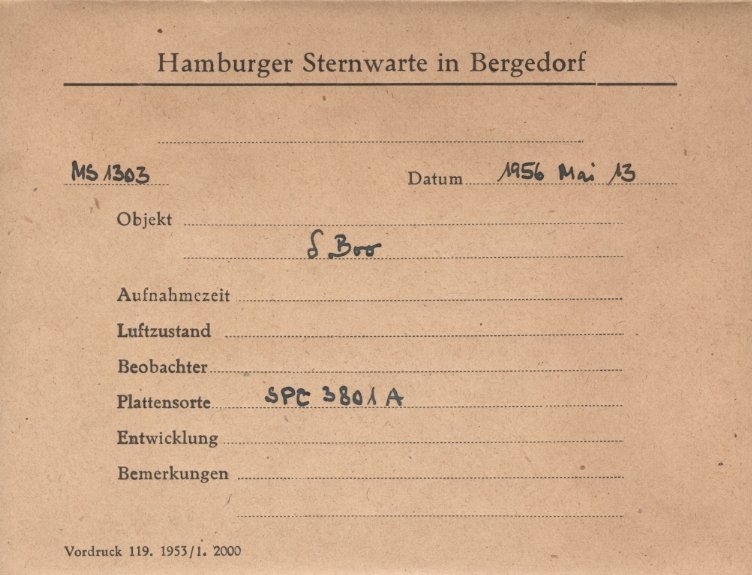 Hamburger Sternwarte in Bergedorf
MS 1303 Datum 1956 Mai 13
Objekt
δ Boo
Aufnahmezeit
Luftzustand
Beobachter
Plattensorte SPC 3801 A
Entwicklung
Bemerkungen
Vordruck 119. 1953/1. 2000